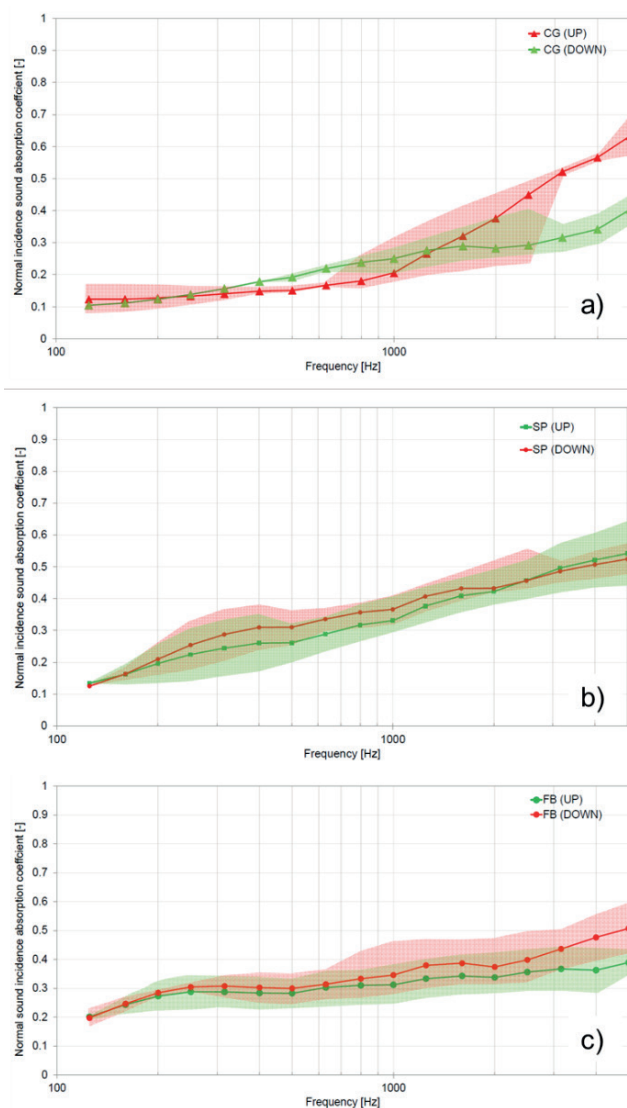 Normal incidence sound absorption coeffcient [-]
1
0.9
0.8
0.7
0.6
0.5
0.4
0.3
0.2
0.1
0
CG (UP)
CG (DOWN)
a)
100
1000
Frequency [Hz]
Normal incidence sound absorption coeffcient [-]
1
0.9
0.8
0.7
0.6
0.5
0.4
0.3
0.2
0.1
0
SP (UP)
SP (DOWN)
b)
100
1000
Frequency [Hz]
Normal sound incidence absorption coeffcient [-]
1
0.9
0.8
0.7
0.6
0.5
0.4
0.3
0.2
0.1
0
FB (UP)
FB (DOWN)
c)
100
1000
Frequency [Hz]